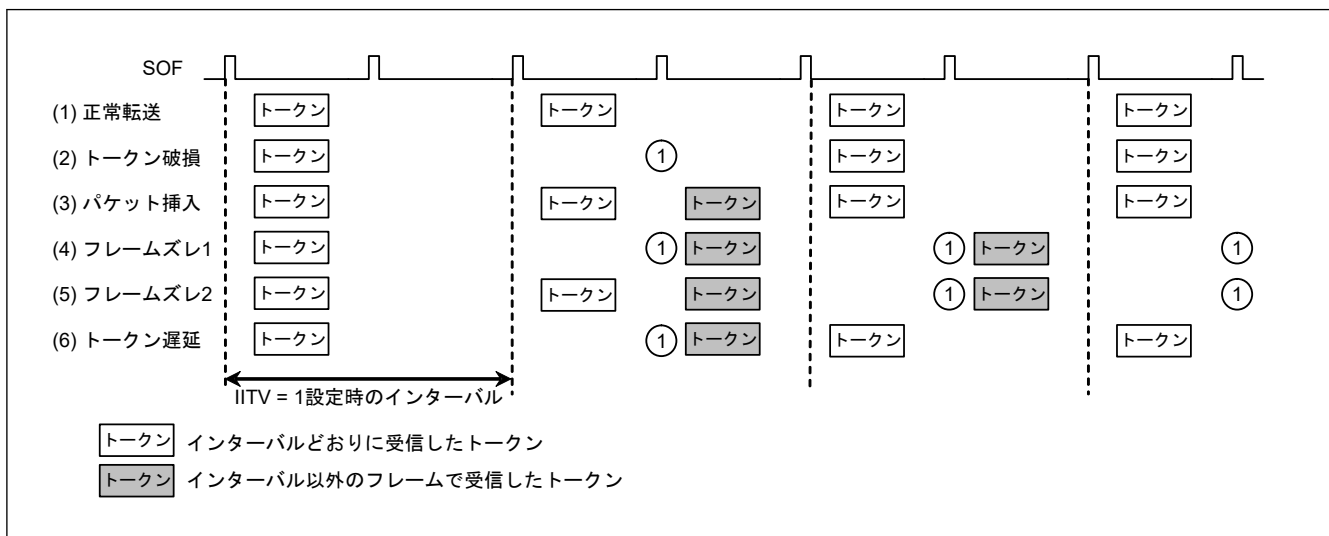 SOF
(1) 正常転送 トークン トークン トークン トークン
(2) トークン破損 トークン 1 トークン トークン
(3) パケット挿入 トークン トークン トークン トークン トークン
(4) フレームズレ1 トークン 1 トークン 1 トークン 1
(5) フレームズレ2 トークン トークン トークン 1 トークン 1
(6) トークン遅延 トークン 1 トークン トークン トークン
IITV = 1設定時のインターバル
トークン インターバルどおりに受信したトークン
トークン インターバル以外のフレームで受信したトークン